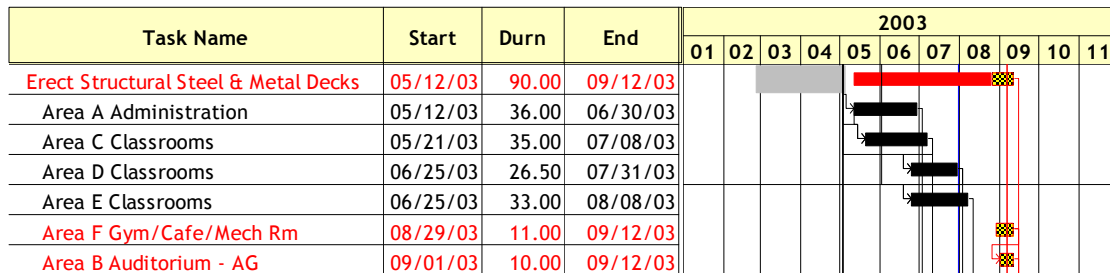 2003
Task Name Start Durn End
01 02 03 04 05 06 07 08 09 10 11
Erect Structural Steel & Metal Decks 05/12/03 90.00 09/12/03
Area A Administration 05/12/03 36.00 06/30/03
Area C Classrooms 05/21/03 35.00 07/08/03
Area D Classrooms 06/25/03 26.50 07/31/03
Area E Classrooms 06/25/03 33.00 08/08/03
Area F Gym/Cafe/Mech Rm 08/29/03 11.00 09/12/03
Area B Auditorium - AG 09/01/03 10.00 09/12/03